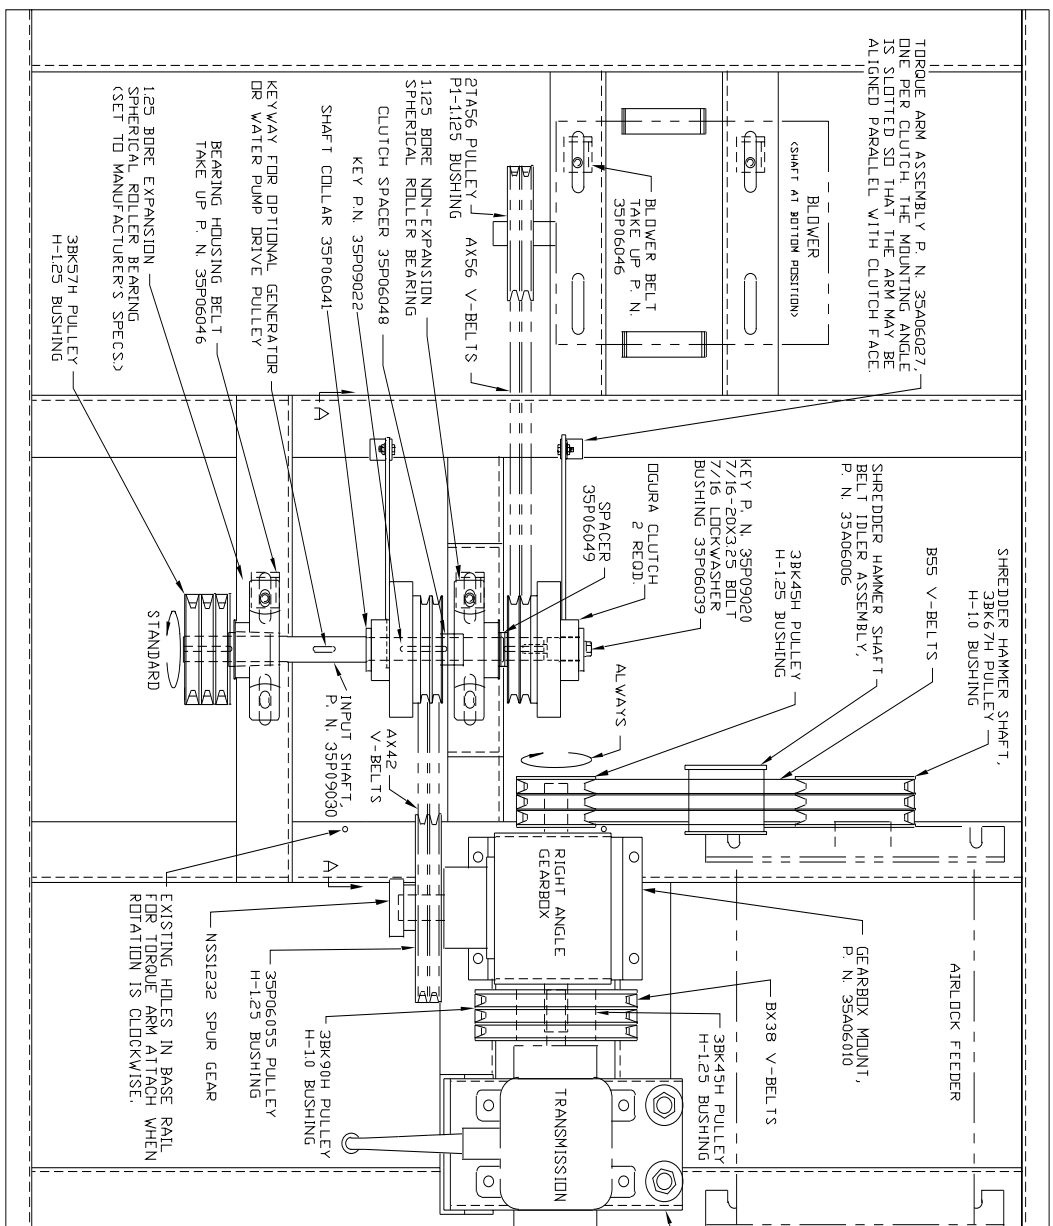 TORQUE ARM ASSEMBLY P. N. 35A06027,
ONE PER CLUTCH. THE MOUNTING ANGLE
IS SLOTTED SO THAT THE ARM MAY BE
ALIGNED PARALLEL WITH CLUTCH FACE.
BLOWER
(SHAFT AT BOTTOM POSITION)
BLOWER BELT
TAKE UP P. N.
35P06046
2TA56 PULLEY
P1-1.125 BUSHING
AX56 V-BELTS
1.125 BORE NON-EXPANSION
SPHERICAL ROLLER BEARING
CLUTCH SPACER 35P06048
KEY P.N. 35P09022
SHAFT COLLAR 35P06041
KEYWAY FOR OPTIONAL GENERATOR
OR WATER PUMP DRIVE PULLEY
BEARING HOUSING BELT
TAKE UP P. N. 35P06046
1.25 BORE EXPANSION
SPHERICAL ROLLER BEARING
(SET TO MANUFACTURER'S SPECS.)
3BK57H PULLEY
H-1.25 BUSHING
A
SHREDDER HAMMER SHAFT,
3BK67H PULLEY
H-1.0 BUSHING
B55 V-BELTS
SHREDDER HAMMER SHAFT
BELT IDLER ASSEMBLY,
P. N. 35A06006
3BK45H PULLEY
H-1.25 BUSHING
KEY P. N. 35P09020
7/16-20X3.25 BOLT
7/16 LOCKWASHER
BUSHING 35P06039
OGURA CLUTCH
2 REQD.
SPACER
35P06049
ALWAYS
STANDARD
INPUT SHAFT,
P. N. 35P09030
AX42
V-BELTS
A
RIGHT ANGLE
GEARBOX
AIRLOCK FEEDER
GEARBOX MOUNT,
P. N. 35A06010
BX38 V-BELTS
3BK45H PULLEY
H-1.25 BUSHING
TRANSMISSION
3BK90H PULLEY
H-1.0 BUSHING
35P06055 PULLEY
H-1.25 BUSHING
NSS1232 SPUR GEAR
EXISTING HOLES IN BASE RAIL
FOR TORQUE ARM ATTACH WHEN
ROTATION IS CLOCKWISE.